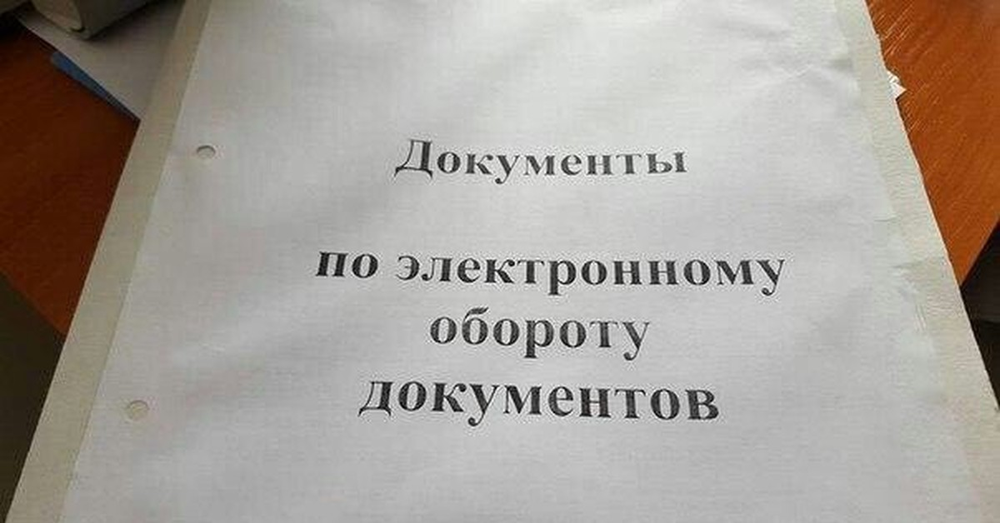 Документы
по электронному
обороту
документов